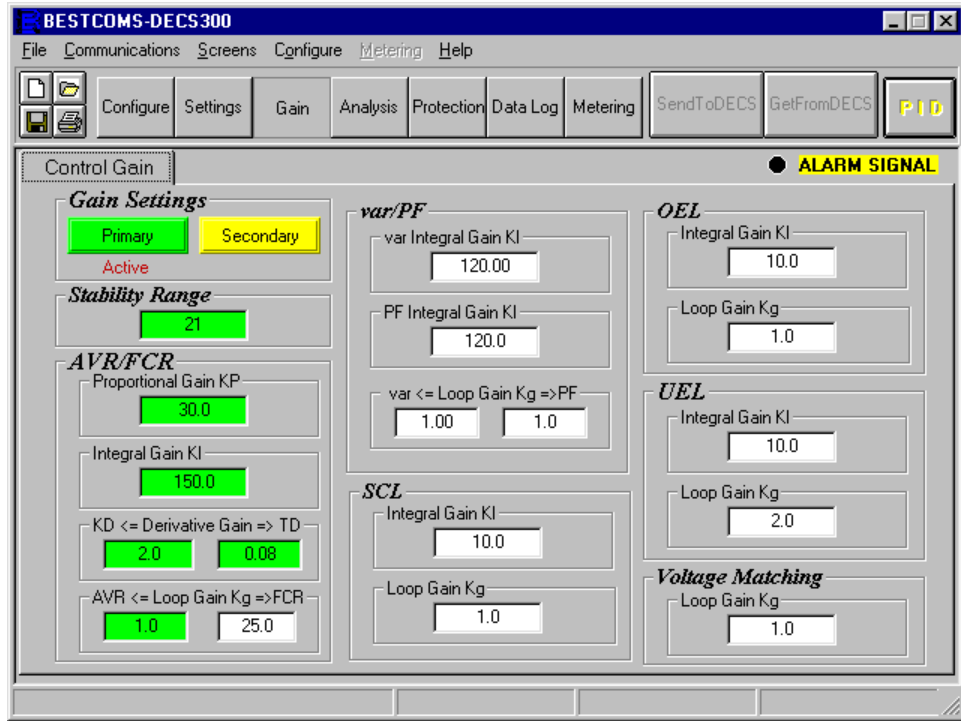 BESTCOMS-DECS300
File Communications Screens Configure Metering Help
Configure Settings Gain Analysis Protection Data Log Metering SendToDECS GetFromDECS PID
Control Gain
ALARM SIGNAL
Gain Settings
Primary Secondary
Active
Stability Range
21
AVR/FCR
Proportional Gain KP
30.0
Integral Gain KI
150.0
KD <= Derivative Gain => TD
2.0 0.08
AVR <= Loop Gain Kg =>FCR
1.0 25.0
var/PF
var Integral Gain KI
120.00
PF Integral Gain KI
120.0
var <= Loop Gain Kg =>PF
1.00 1.0
SCL
Integral Gain KI
10.0
Loop Gain Kg
1.0
OEL
Integral Gain KI
10.0
Loop Gain Kg
1.0
UEL
Integral Gain KI
10.0
Loop Gain Kg
2.0
Voltage Matching
Loop Gain Kg
1.0